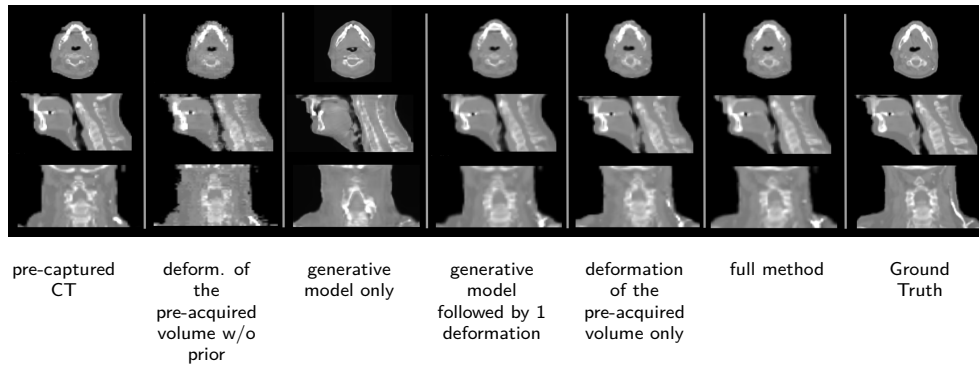 pre-captured
CT
deform. of
the
pre-acquired
volume w/o
prior
generative
model only
generative
model
followed by 1
deformation
deformation
of the
pre-acquired
volume only
full method
Ground
Truth